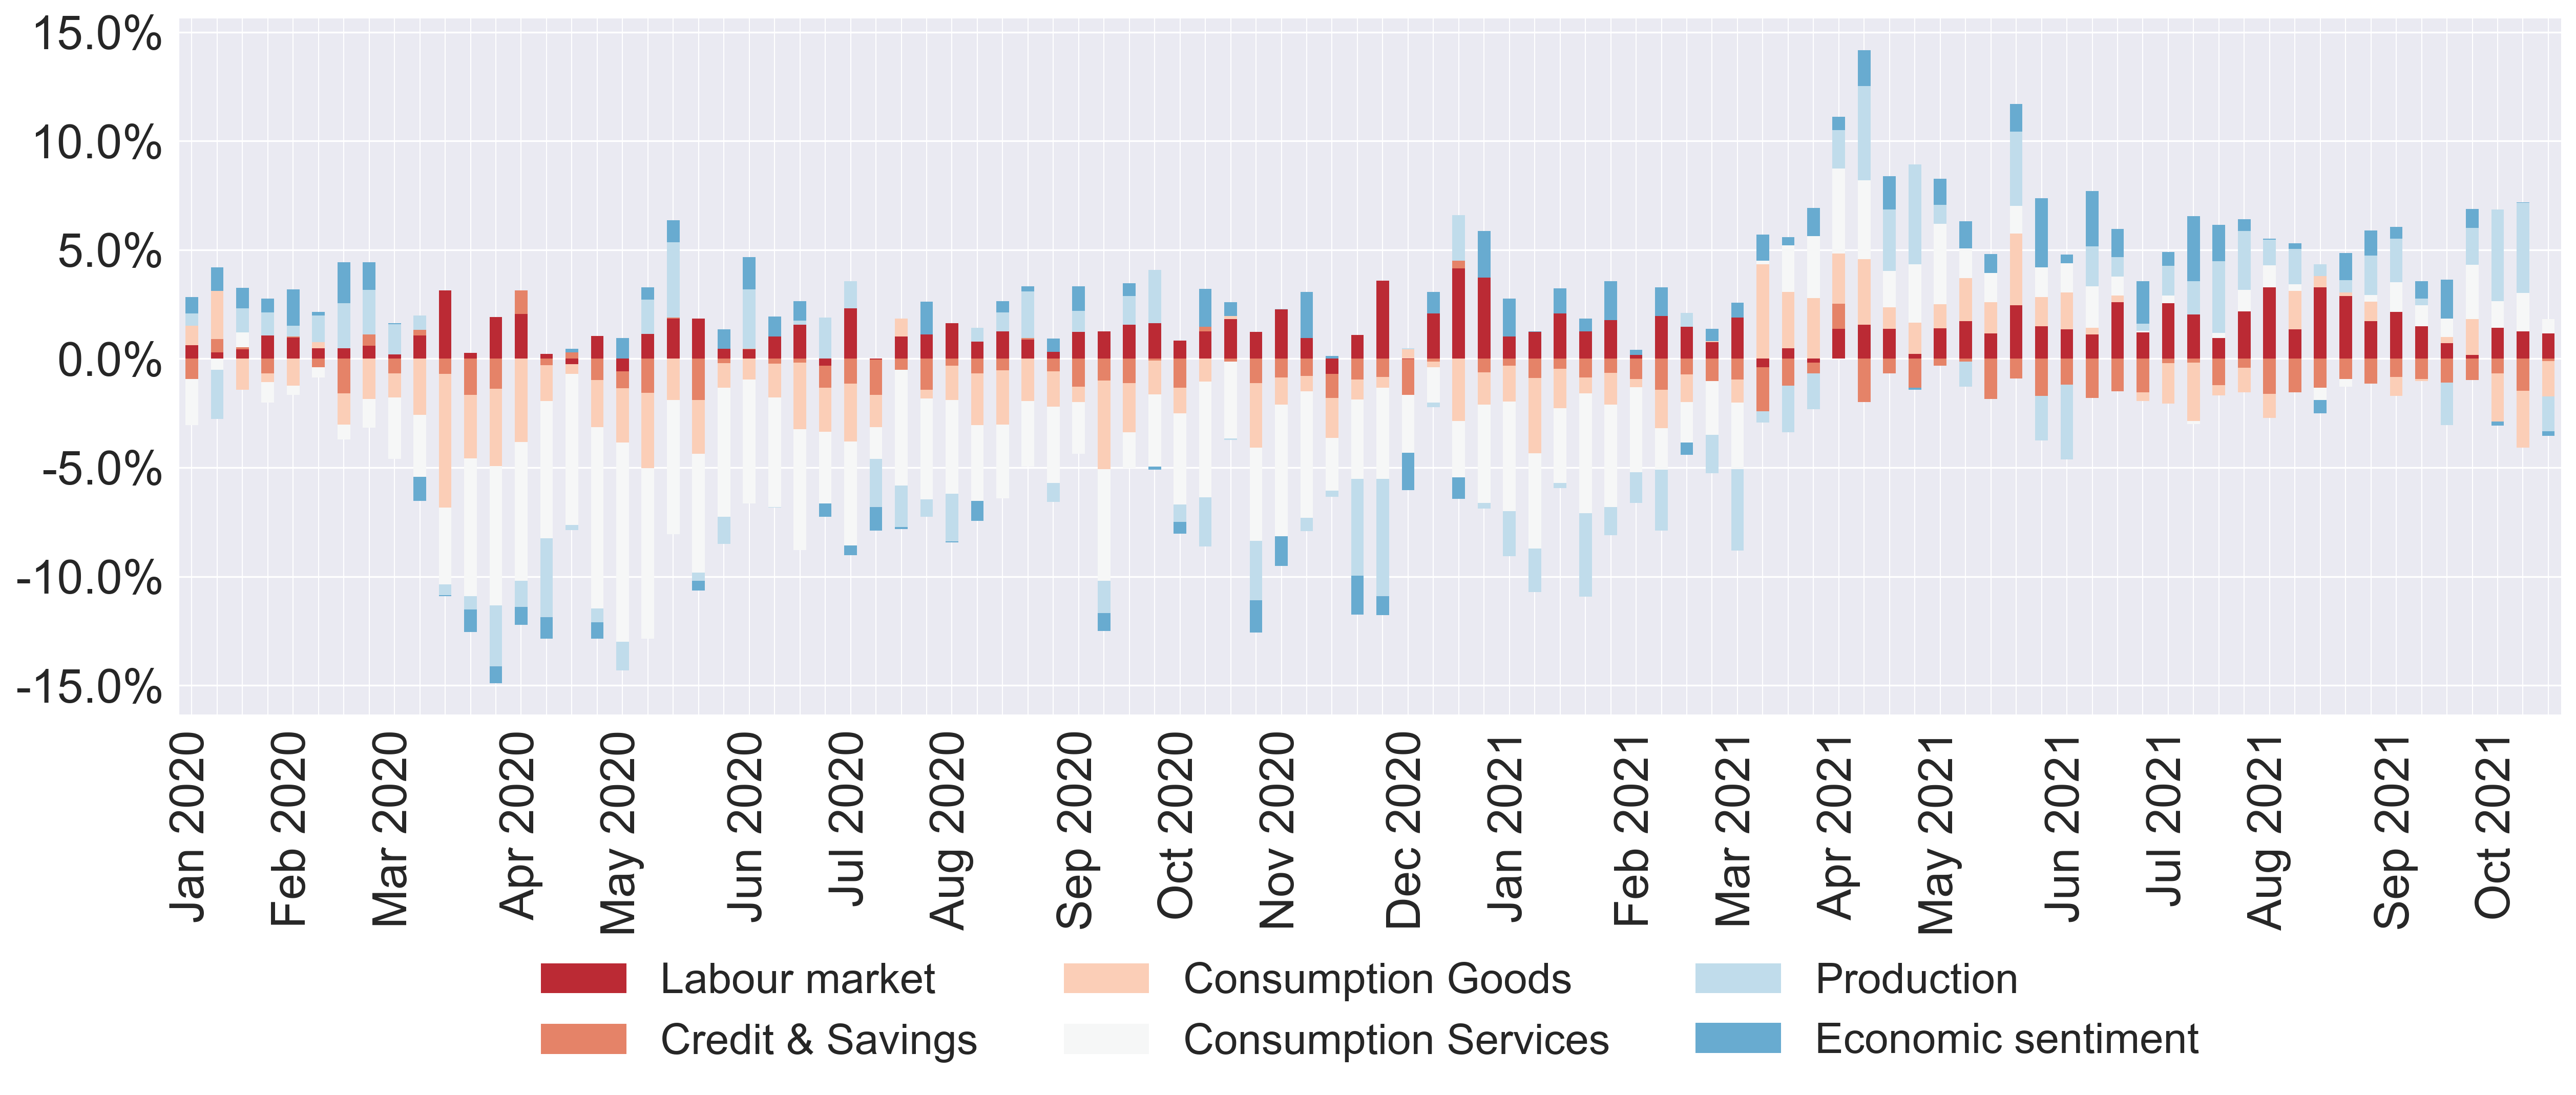 15.0%
10.0%
5.0%
0.0%
-5.0%
-10.0%
-15.0%
Jan 2020
Feb 2020
Mar 2020
Apr 2020
May 2020
Jun 2020
Jul 2020
Aug 2020
Sep 2020
Oct 2020
Nov 2020
Dec 2020
Jan 2021
Feb 2021
Mar 2021
Apr 2021
May 2021
Jun 2021
Jul 2021
Aug 2021
Sep 2021
Oct 2021
Labour market
Consumption Goods
Production
Credit & Savings
Consumption Services
Economic sentiment